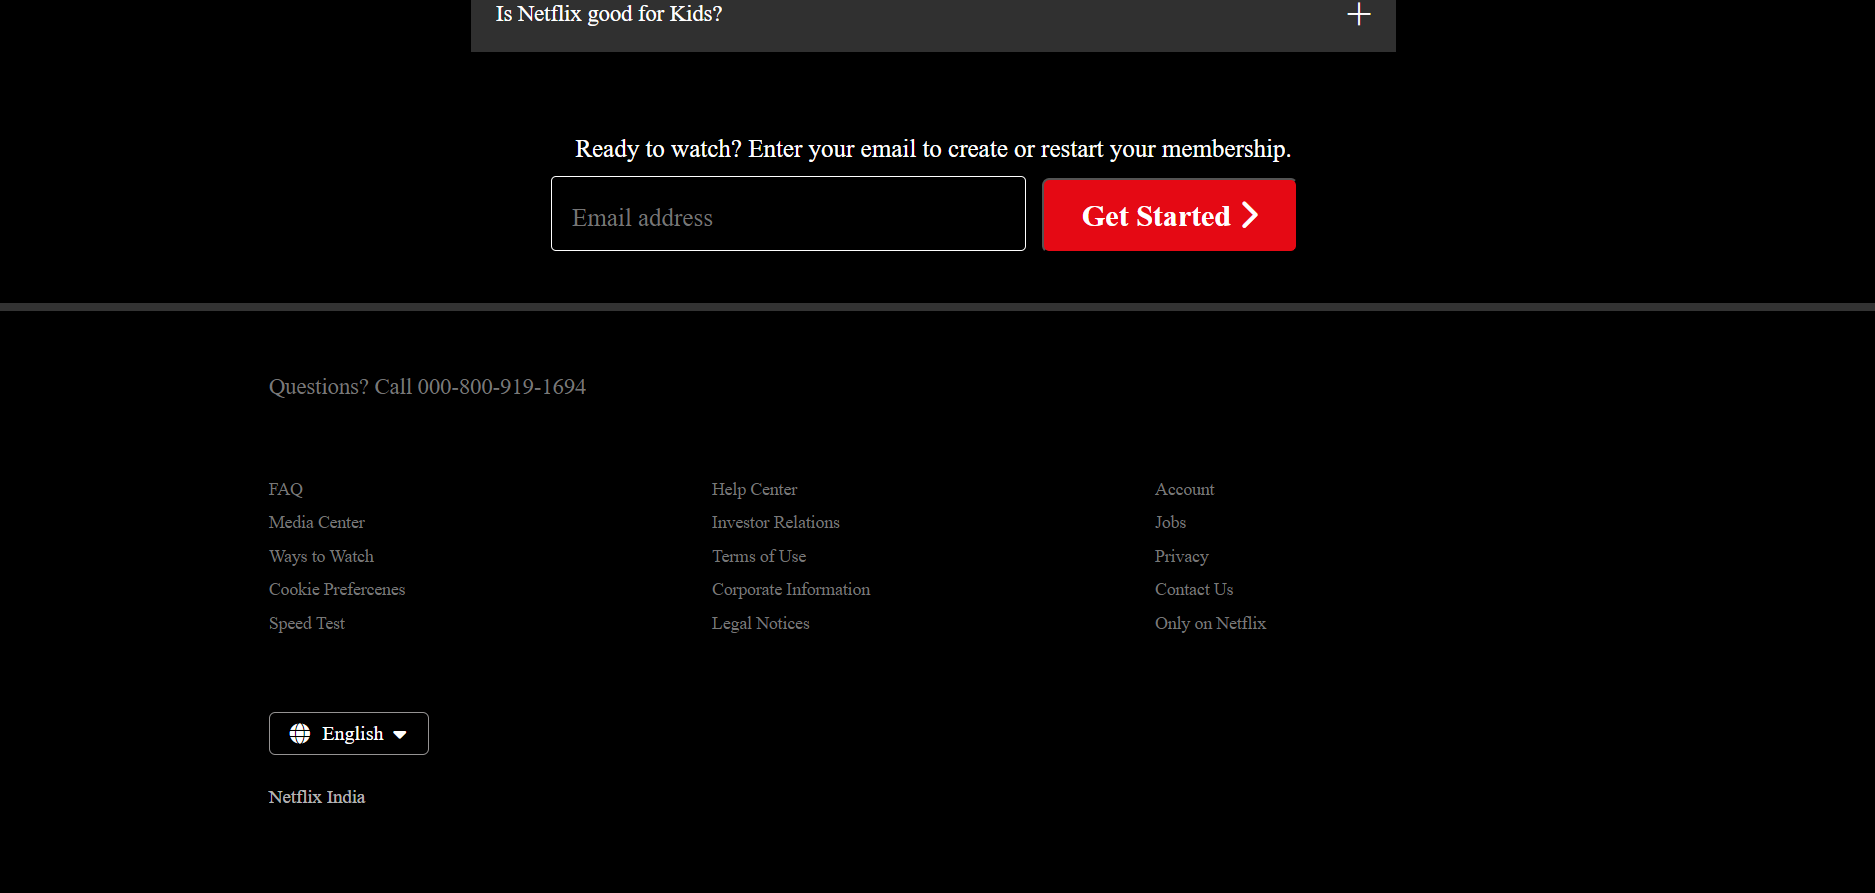 Is Netflix good for Kids?
Ready to watch? Enter your email to create or restart your membership.
Email address
Get Started
Questions? Call 000-800-919-1694
FAQ
Help Center
Account
Media Center
Investor Relations
Jobs
Ways to Watch
Terms of Use
Privacy
Cookie Prefercenes
Corporate Information
Contact Us
Speed Test
Legal Notices
Only on Netflix
English
Netflix India